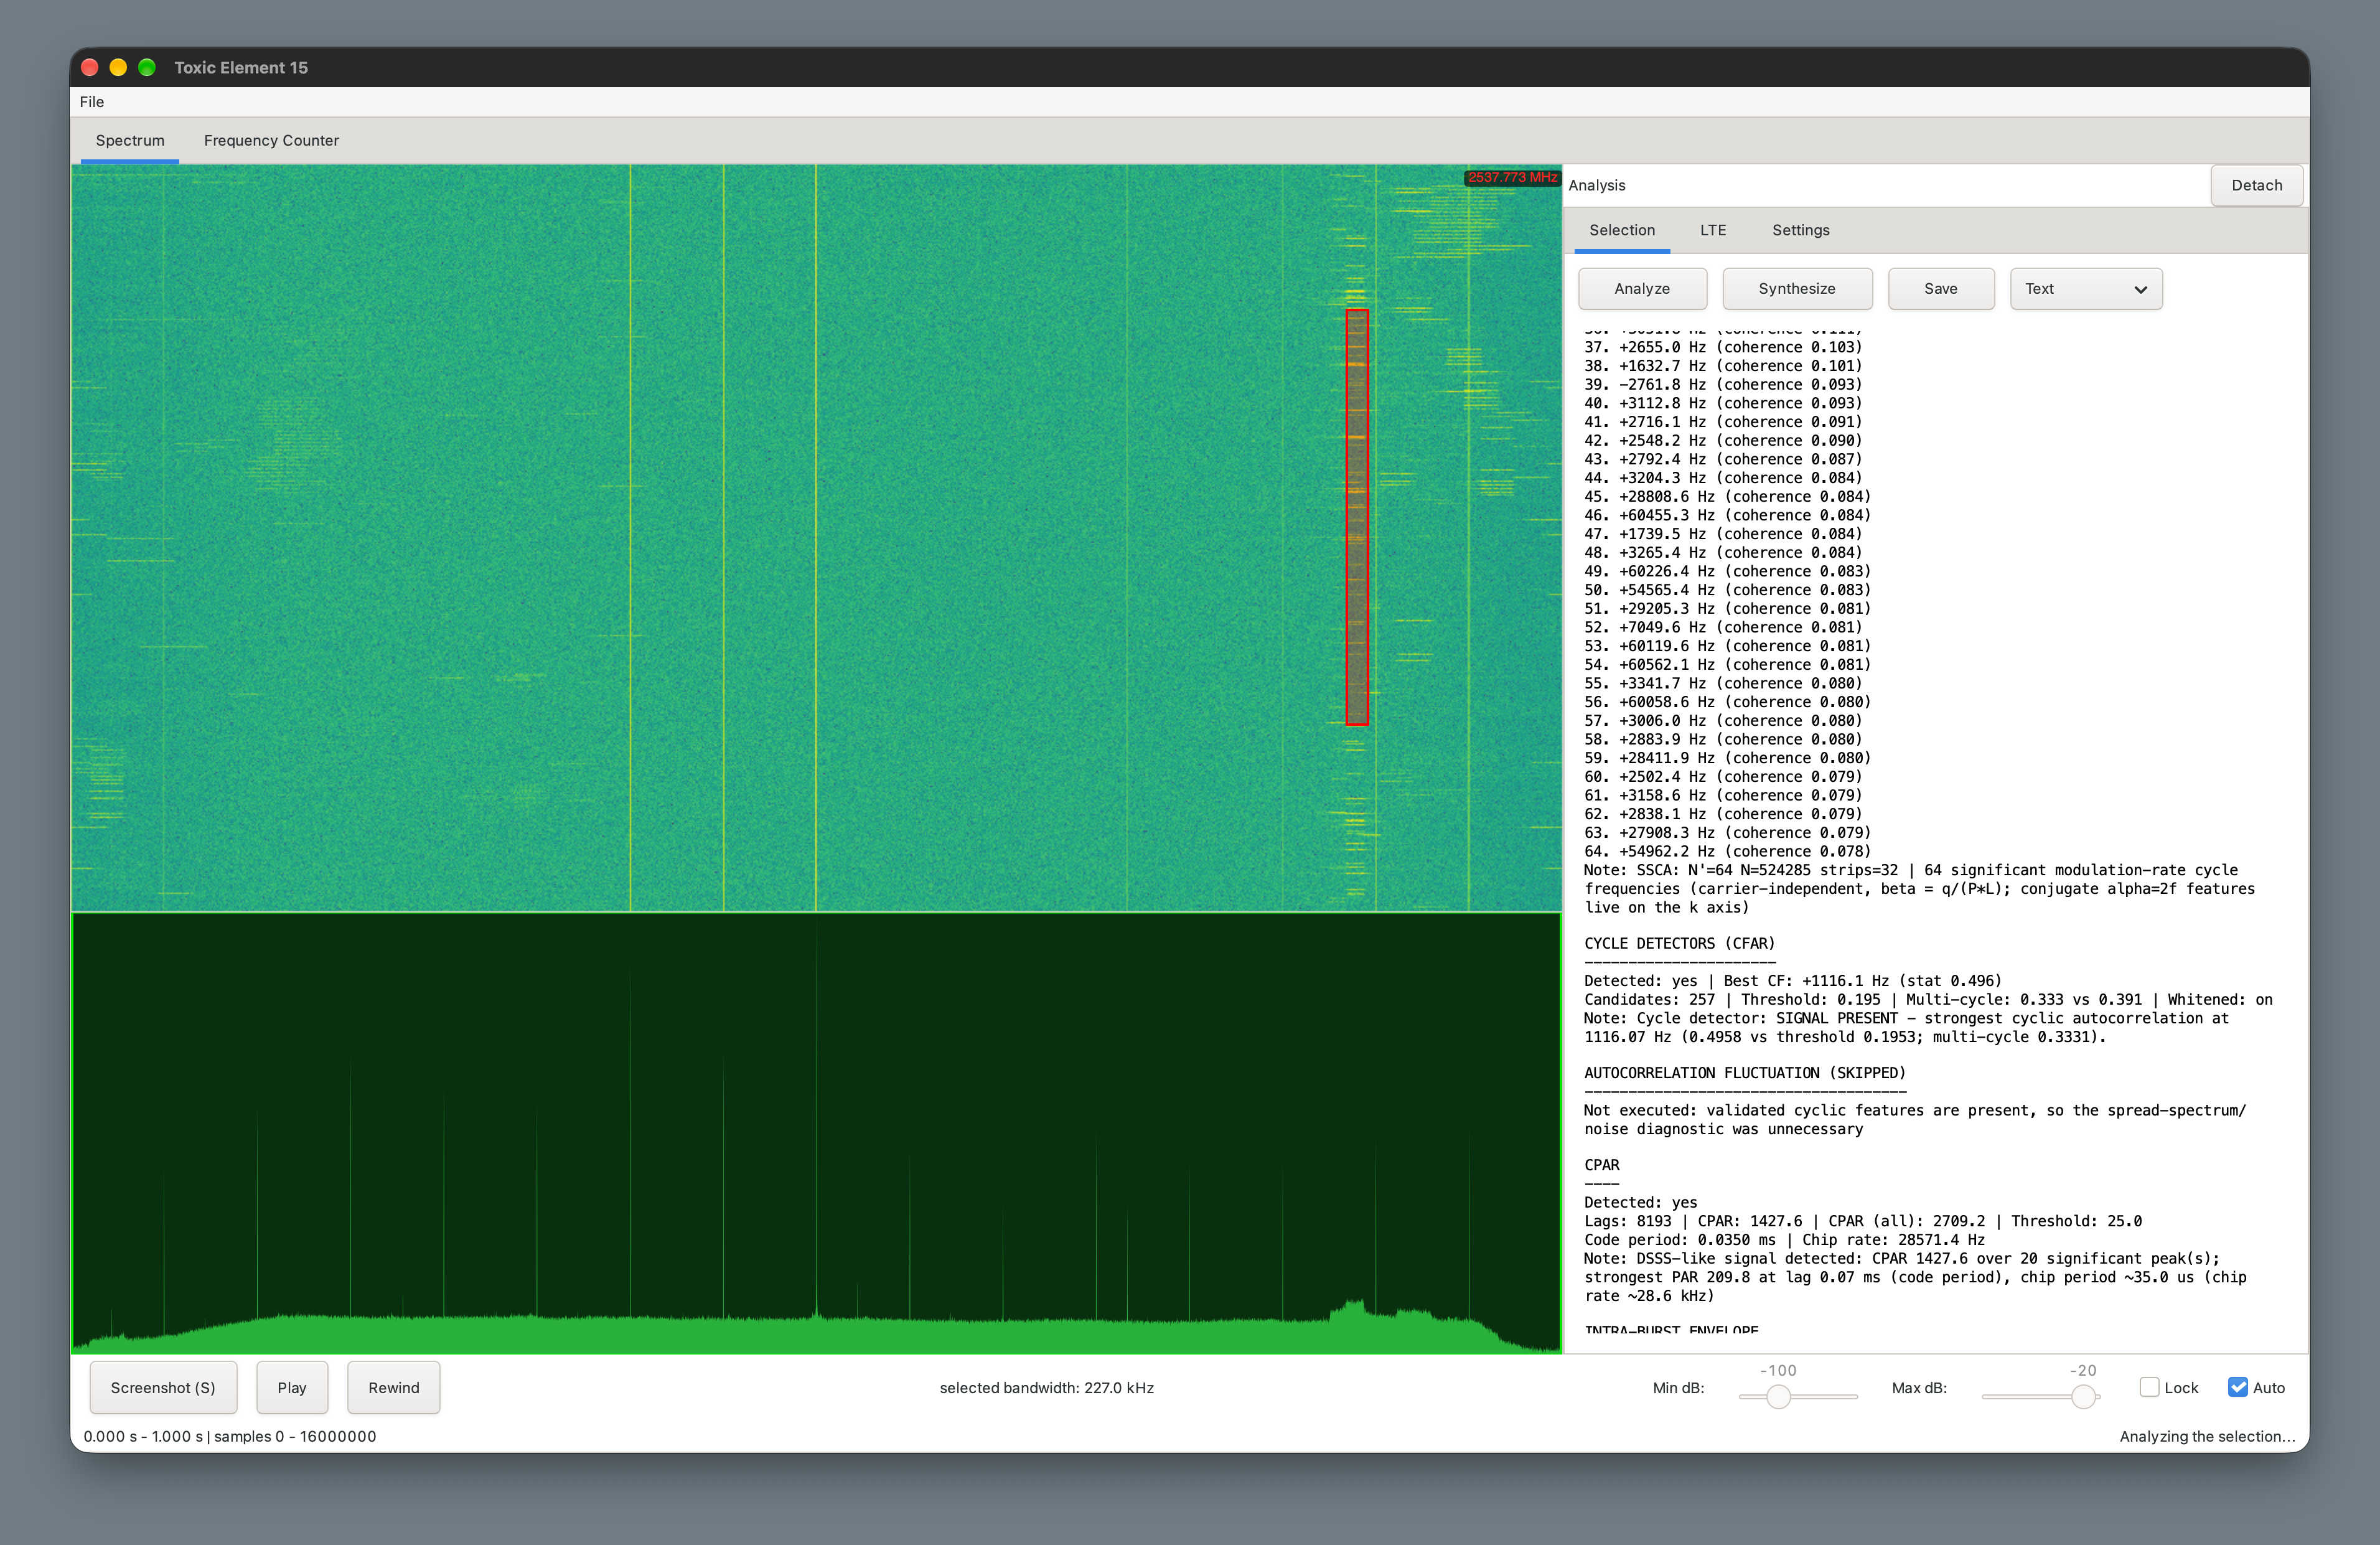 Toxic Element 15
File
Spectrum Frequency Counter
2537.773 MHz
Analysis
Detach
Selection LTE Settings
Analyze Synthesize Save Text
37. +2655.0 Hz (coherence 0.103)
38. +1632.7 Hz (coherence 0.101)
39. -2761.8 Hz (coherence 0.093)
40. +3112.8 Hz (coherence 0.093)
41. +2716.1 Hz (coherence 0.091)
42. +2548.2 Hz (coherence 0.090)
43. +2792.4 Hz (coherence 0.087)
44. +3204.3 Hz (coherence 0.084)
45. +28808.6 Hz (coherence 0.084)
46. +60455.3 Hz (coherence 0.084)
47. +1739.5 Hz (coherence 0.084)
48. +3265.4 Hz (coherence 0.084)
49. +60226.4 Hz (coherence 0.083)
50. +54565.4 Hz (coherence 0.083)
51. +29205.3 Hz (coherence 0.081)
52. +7049.6 Hz (coherence 0.081)
53. +60119.6 Hz (coherence 0.081)
54. +60562.1 Hz (coherence 0.081)
55. +3341.7 Hz (coherence 0.080)
56. +60058.6 Hz (coherence 0.080)
57. +3006.0 Hz (coherence 0.080)
58. +2883.9 Hz (coherence 0.080)
59. +28411.9 Hz (coherence 0.080)
60. +2502.4 Hz (coherence 0.079)
61. +3158.6 Hz (coherence 0.079)
62. +2838.1 Hz (coherence 0.079)
63. +27908.3 Hz (coherence 0.079)
64. +54962.2 Hz (coherence 0.078)
Note: SSCA: N'=64 N=524285 strips=32 | 64 significant modulation-rate cycle
frequencies (carrier-independent, beta = q/(P*L); conjugate alpha=2f features
live on the k axis)
CYCLE DETECTORS (CFAR)
----------------------
Detected: yes | Best CF: +1116.1 Hz (stat 0.496)
Candidates: 257 | Threshold: 0.195 | Multi-cycle: 0.333 vs 0.391 | Whitened: on
Note: Cycle detector: SIGNAL PRESENT - strongest cyclic autocorrelation at
1116.07 Hz (0.4958 vs threshold 0.1953; multi-cycle 0.3331).
AUTOCORRELATION FLUCTUATION (SKIPPED)
-------------------------------------
Not executed: validated cyclic features are present, so the spread-spectrum/
noise diagnostic was unnecessary
CPAR
----
Detected: yes
Lags: 8193 | CPAR: 1427.6 | CPAR (all): 2709.2 | Threshold: 25.0
Code period: 0.0350 ms | Chip rate: 28571.4 Hz
Note: DSSS-like signal detected: CPAR 1427.6 over 20 significant peak(s);
strongest PAR 209.8 at lag 0.07 ms (code period), chip period ~35.0 us (chip
rate ~28.6 kHz)
INTRA-BURST ENVELOPE
Screenshot (S) Play Rewind
selected bandwidth: 227.0 kHz
Min dB: -100
Max dB: -20
Lock Auto
0.000 s - 1.000 s | samples 0 - 16000000
Analyzing the selection...